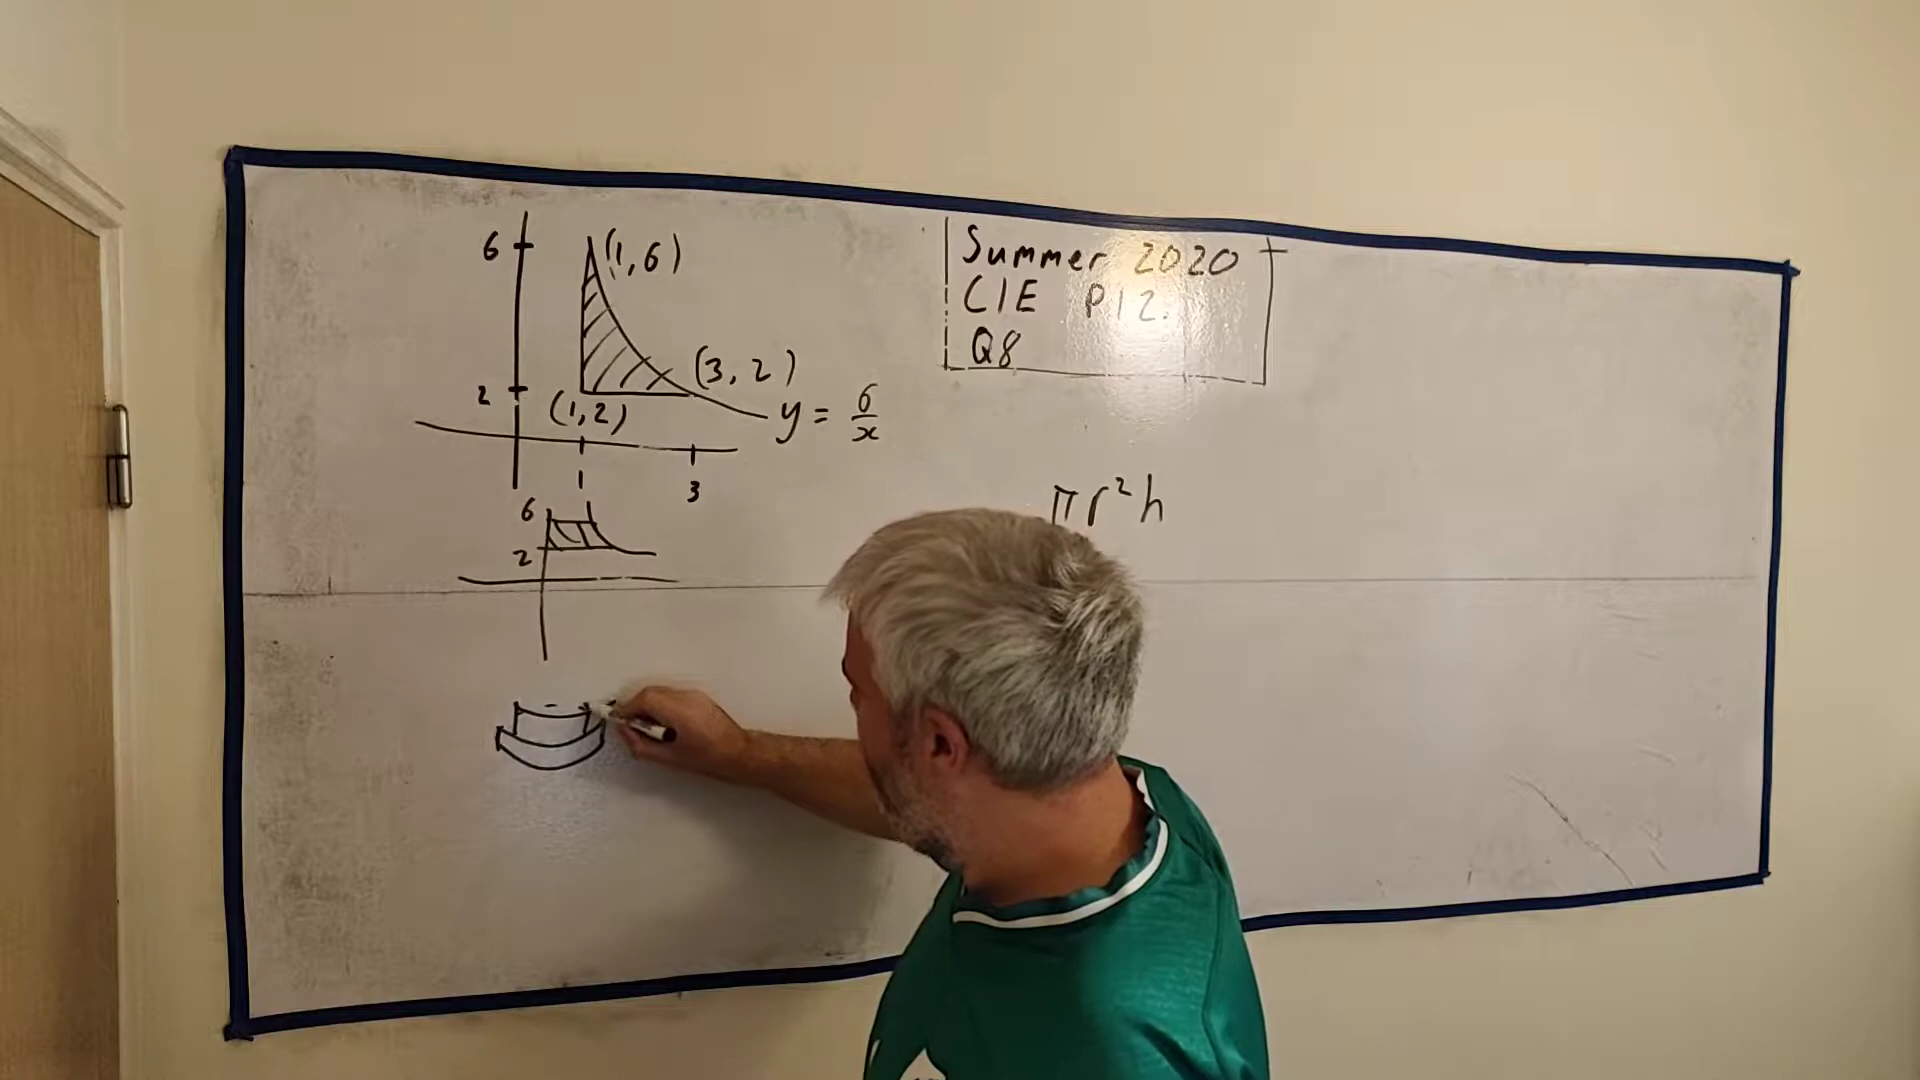 6
(1,6)
(3, 2)
2
(1,2)
y = 6/x
1
3
6
2
Summer 2020
CIE P12.
Q8
πr²h